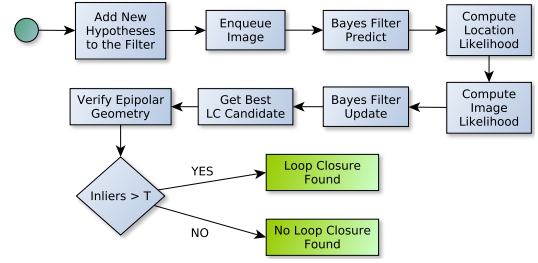 Add New
Hypotheses
to the Filter
Enqueue
Image
Bayes Filter
Predict
Compute
Location
Likelihood
Compute
Image
Likelihood
Bayes Filter
Update
Get Best
LC Candidate
Verify Epipolar
Geometry
Inliers > T
YES
Loop Closure
Found
NO
No Loop Closure
Found